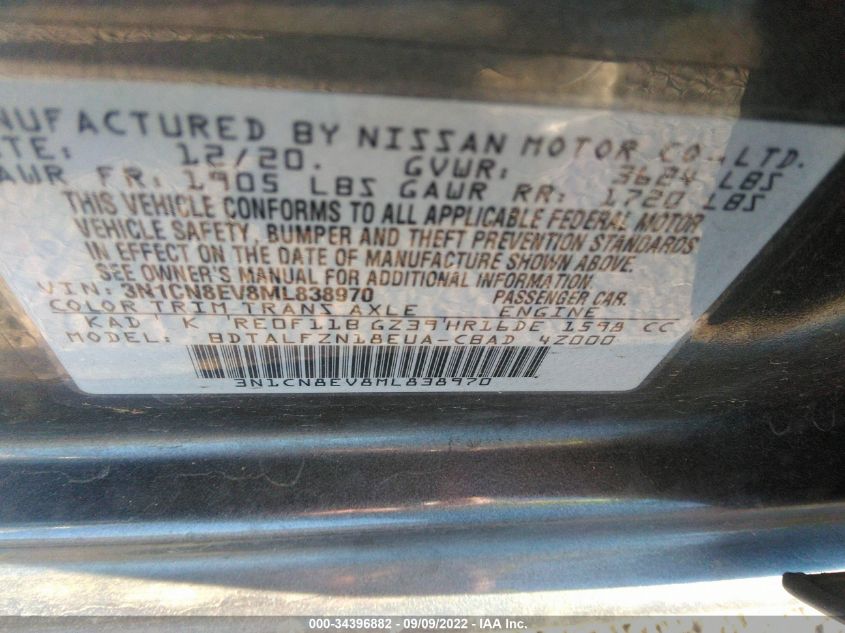 NUFACTURED BY NISSAN MOTOR CO., LTD.
TE: 12/20. GVWR: 3624 LBS
AWR FR: 1905 LBS GAWR RR: 1720 LBS
THIS VEHICLE CONFORMS TO ALL APPLICABLE FEDERAL MOTOR
VEHICLE SAFETY, BUMPER AND THEFT PREVENTION STANDARDS
IN EFFECT ON THE DATE OF MANUFACTURE SHOWN ABOVE.
SEE OWNER'S MANUAL FOR ADDITIONAL INFORMATION
VIN: 3N1CN8EV8ML838970 PASSENGER CAR
COLOR TRIM TRANS AXLE ENGINE
KAD K RE0F11B GZ39 HR16DE 1598 CC
MODEL: BDTALFZN18EUA-CBAD 4Z000
3N1CN8EV8ML838970
000-34396882 - 09/09/2022 - IAA Inc.